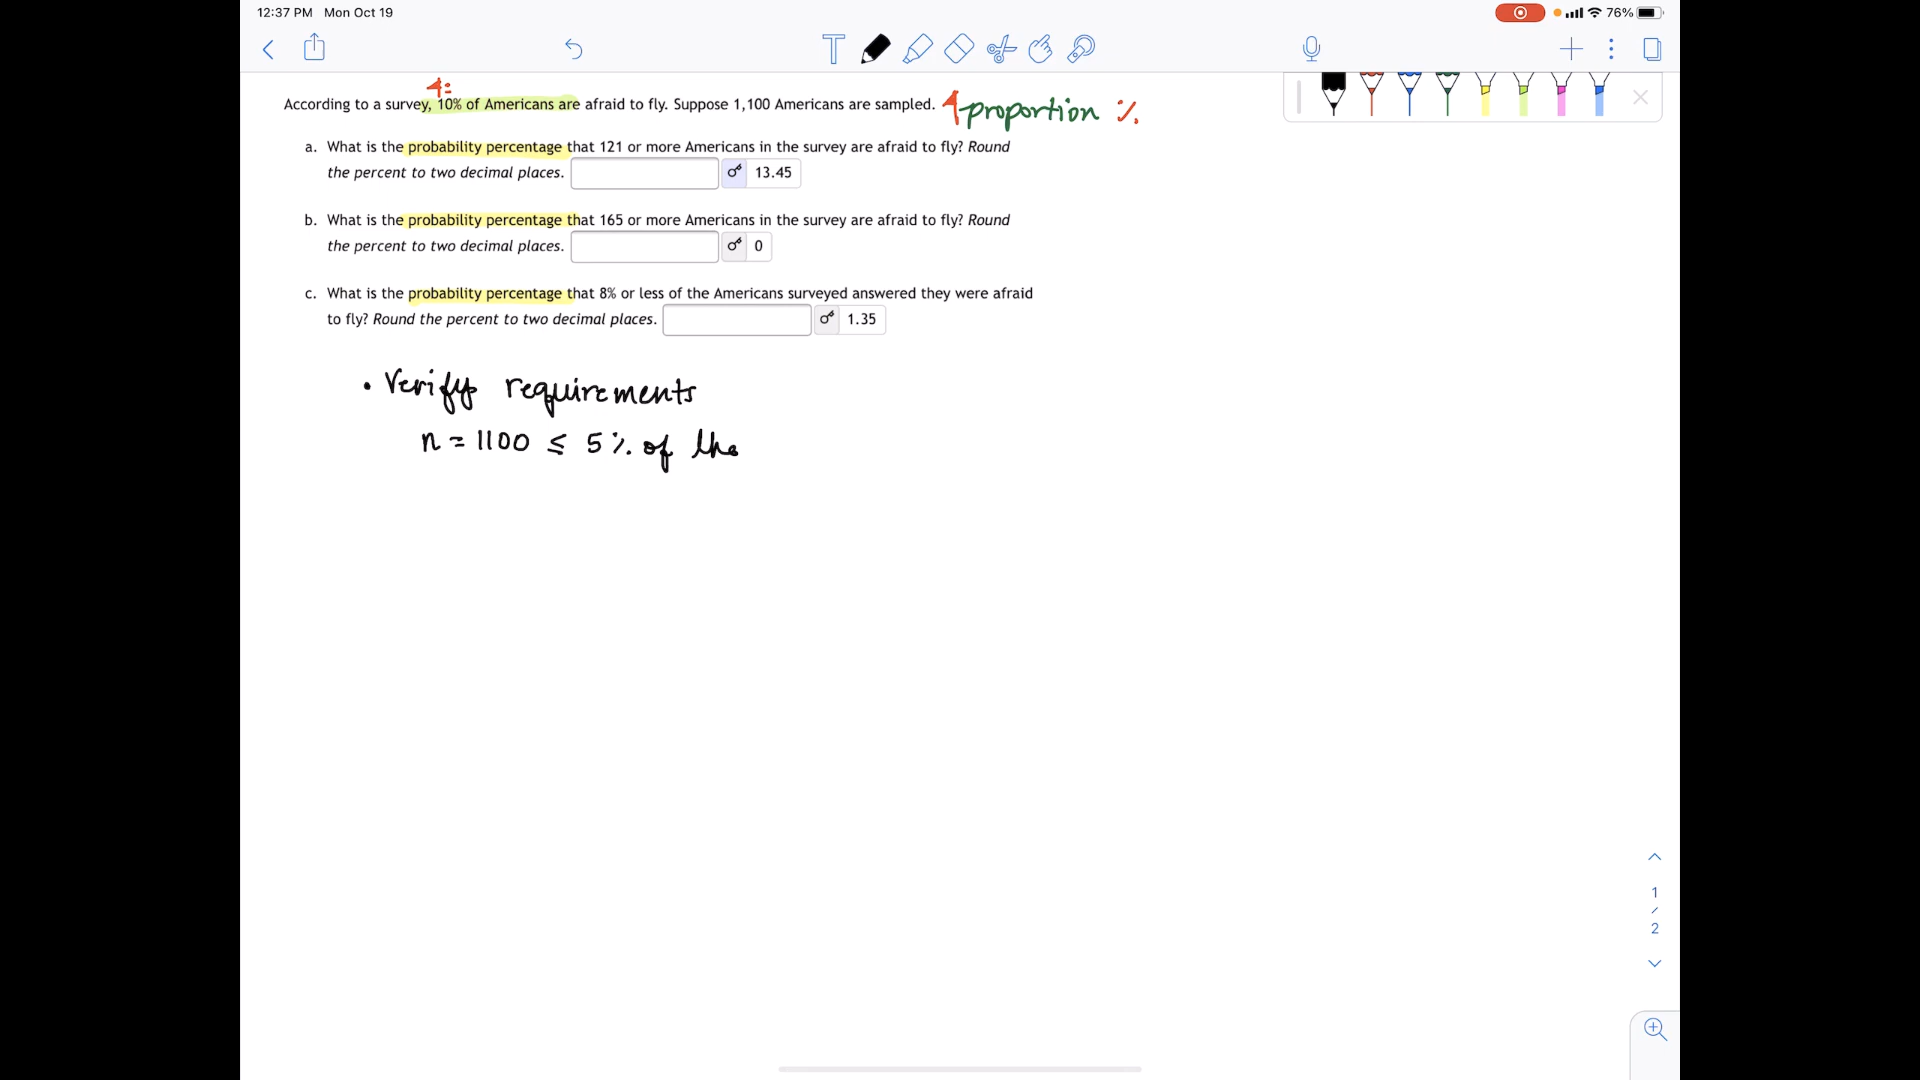 12:37 PM Mon Oct 19
76%
T
According to a survey, 10% of Americans are afraid to fly. Suppose 1,100 Americans are sampled. proportion %
a. What is the probability percentage that 121 or more Americans in the survey are afraid to fly? Round
the percent to two decimal places. 13.45
b. What is the probability percentage that 165 or more Americans in the survey are afraid to fly? Round
the percent to two decimal places. 0
c. What is the probability percentage that 8% or less of the Americans surveyed answered they were afraid
to fly? Round the percent to two decimal places. 1.35
• Verify requirements
n = 1100 ≤ 5% of the
1
/
2